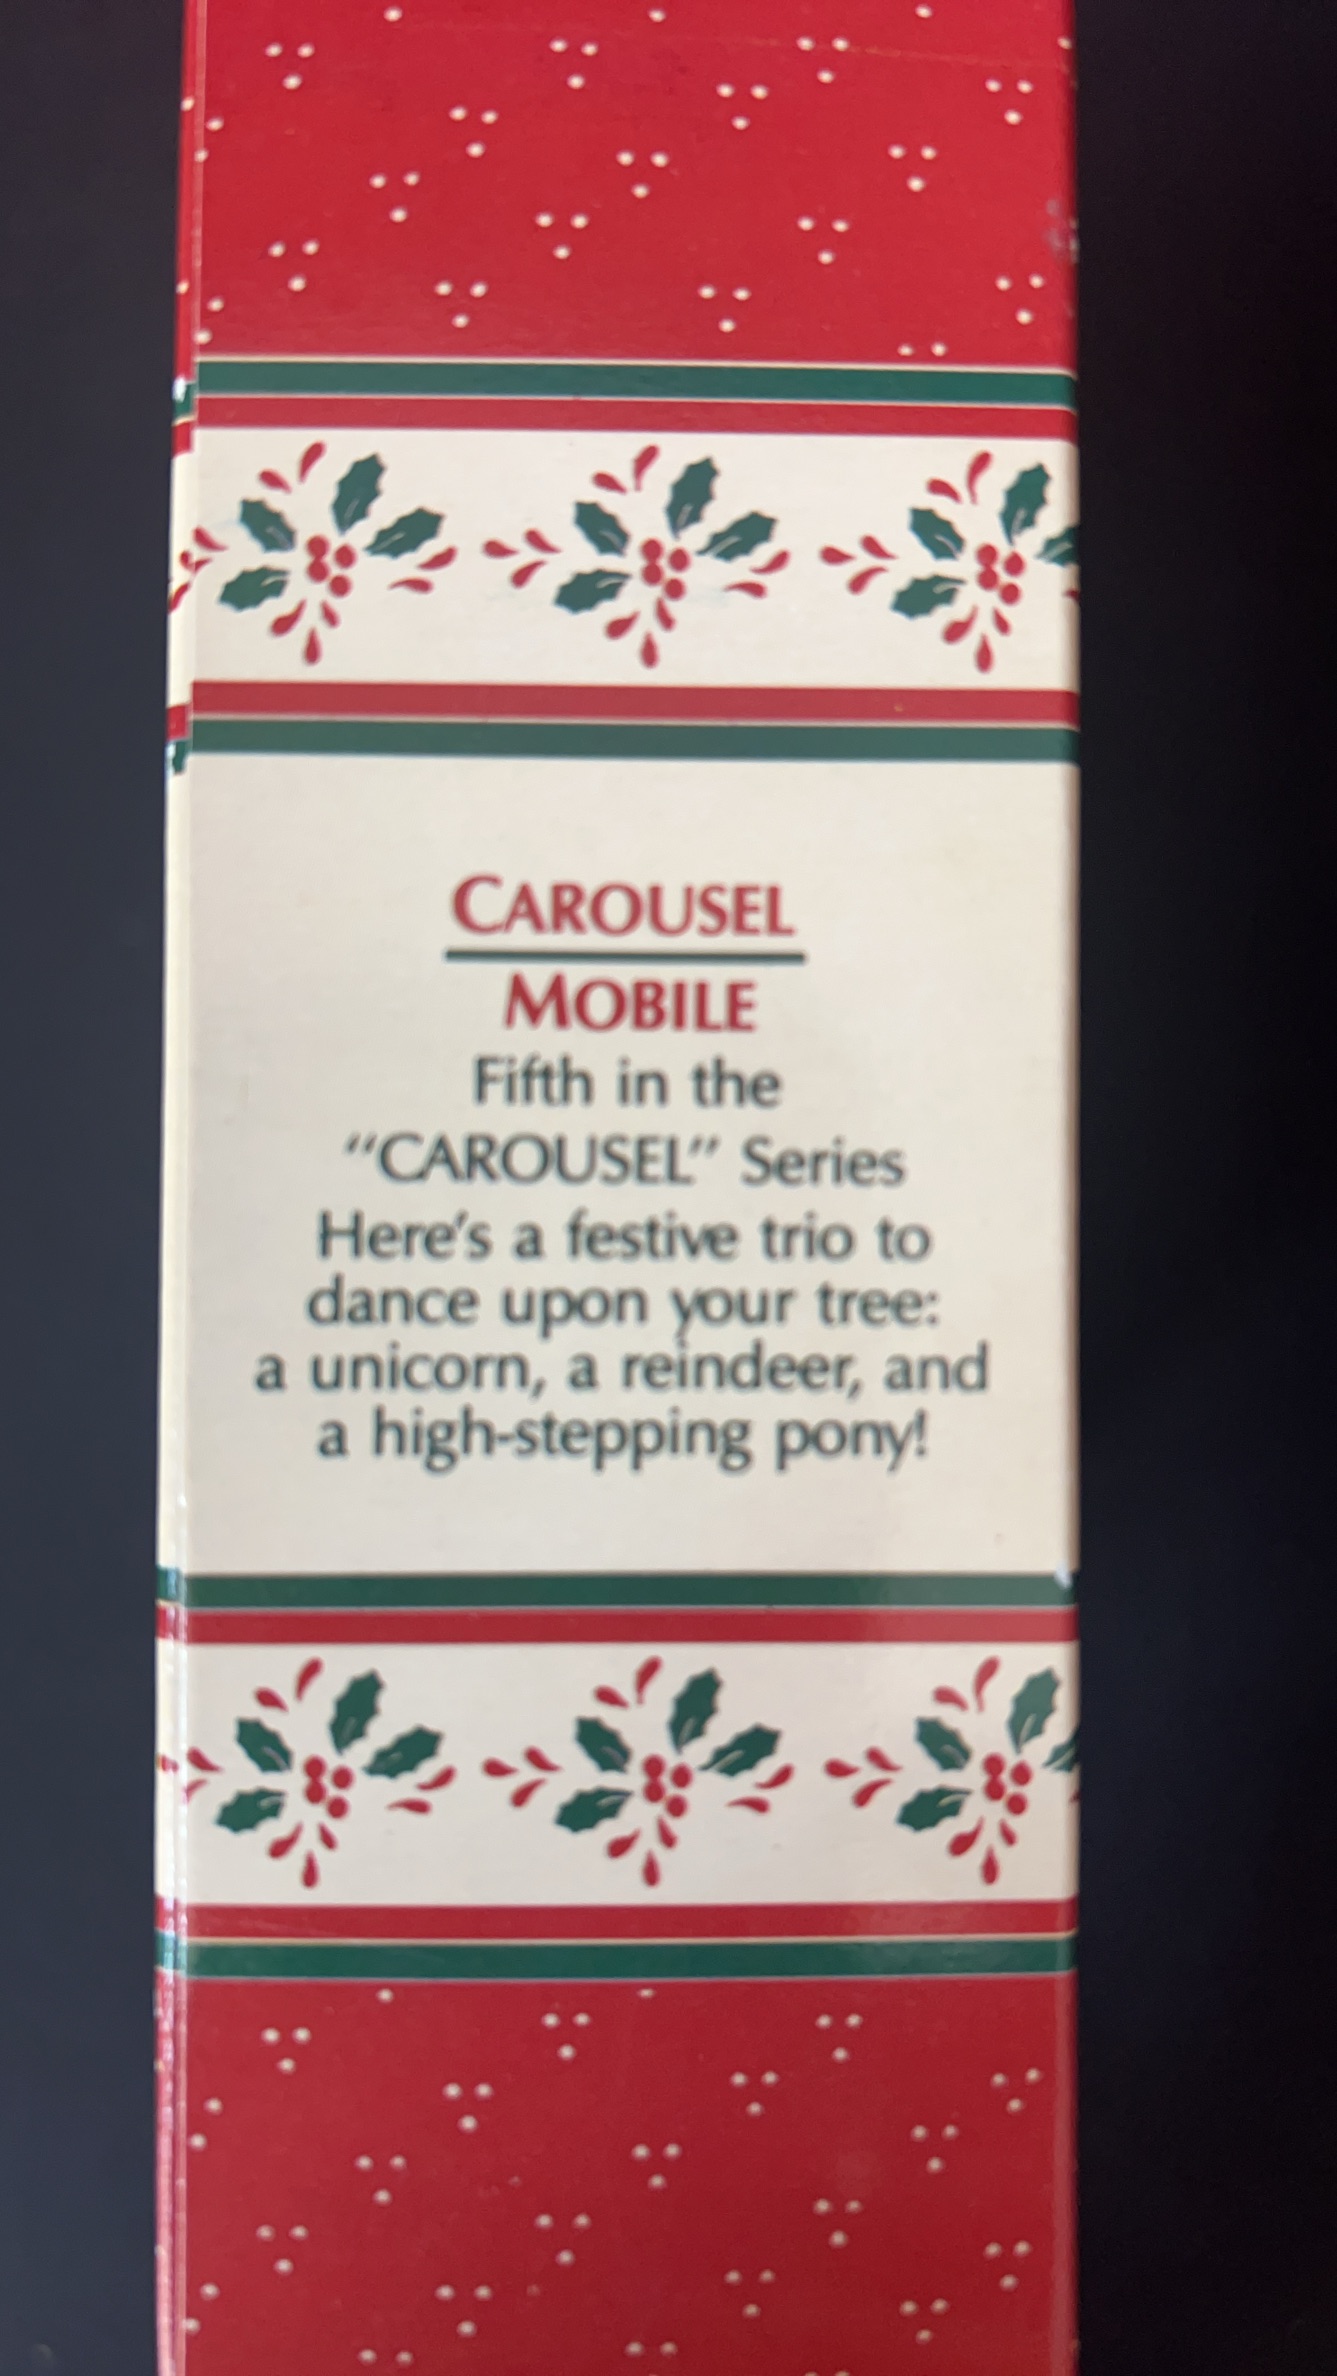 CAROUSEL
MOBILE
Fifth in the
“CAROUSEL” Series
Here’s a festive trio to
dance upon your tree:
a unicorn, a reindeer, and
a high-stepping pony!